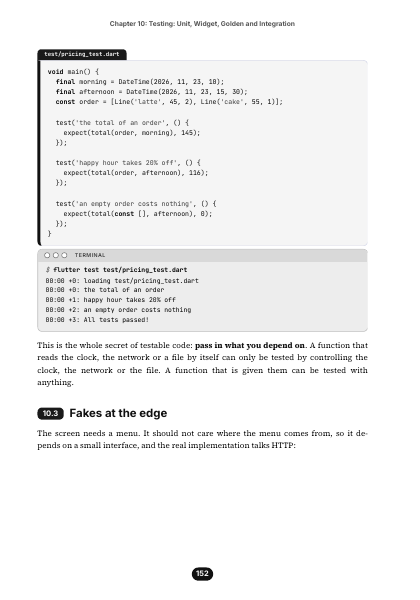 Chapter 10: Testing: Unit, Widget, Golden and Integration
test/pricing_test.dart
void main() {
  final morning = DateTime(2026, 11, 23, 10);
  final afternoon = DateTime(2026, 11, 23, 15, 30);
  const order = [Line('latte', 45, 2), Line('cake', 55, 1)];

  test('the total of an order', () {
    expect(total(order, morning), 145);
  });

  test('happy hour takes 20% off', () {
    expect(total(order, afternoon), 116);
  });

  test('an empty order costs nothing', () {
    expect(total(const [], afternoon), 0);
  });
}
TERMINAL
$ flutter test test/pricing_test.dart
00:00 +0: loading test/pricing_test.dart
00:00 +0: the total of an order
00:00 +1: happy hour takes 20% off
00:00 +2: an empty order costs nothing
00:00 +3: All tests passed!
This is the whole secret of testable code: pass in what you depend on. A function that
reads the clock, the network or a file by itself can only be tested by controlling the
clock, the network or the file. A function that is given them can be tested with
anything.
10.3 Fakes at the edge
The screen needs a menu. It should not care where the menu comes from, so it de-
pends on a small interface, and the real implementation talks HTTP:
152